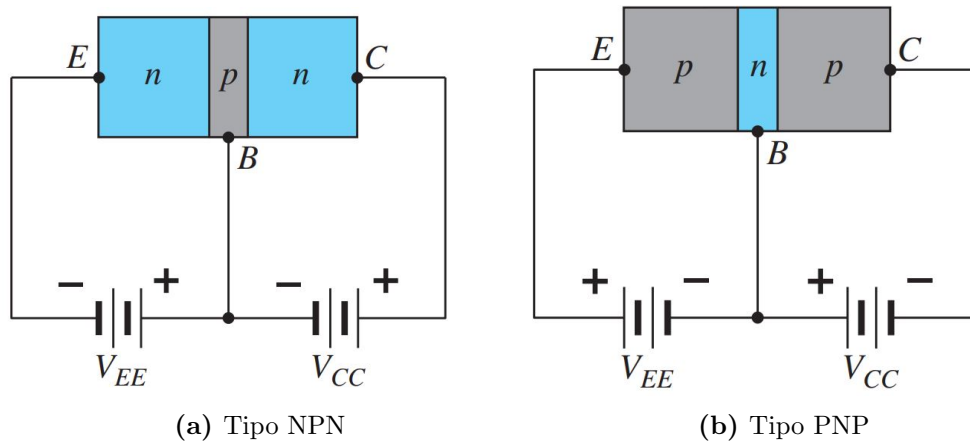 E n p n C
B
− + − +
V_EE V_CC
(a) Tipo NPN
E p n p C
B
+ − + −
V_EE V_CC
(b) Tipo PNP